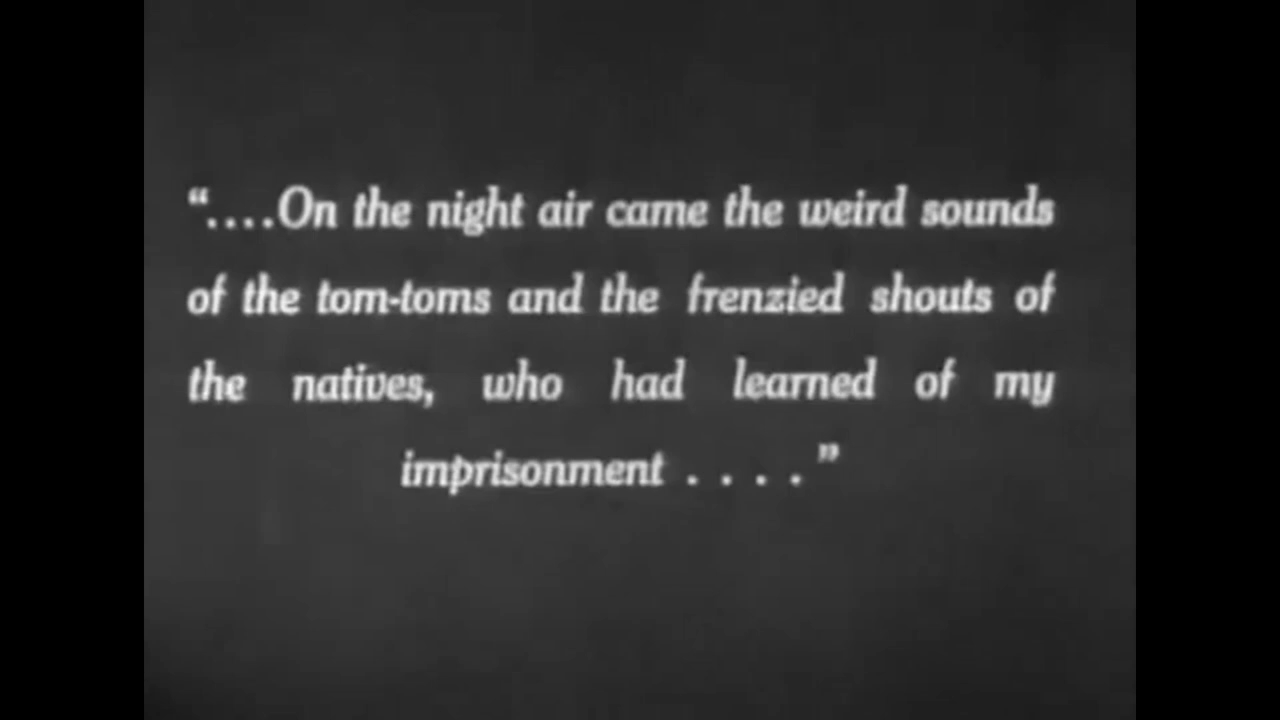 “....On the night air came the weird sounds
of the tom-toms and the frenzied shouts of
the natives, who had learned of my
imprisonment . . . .”